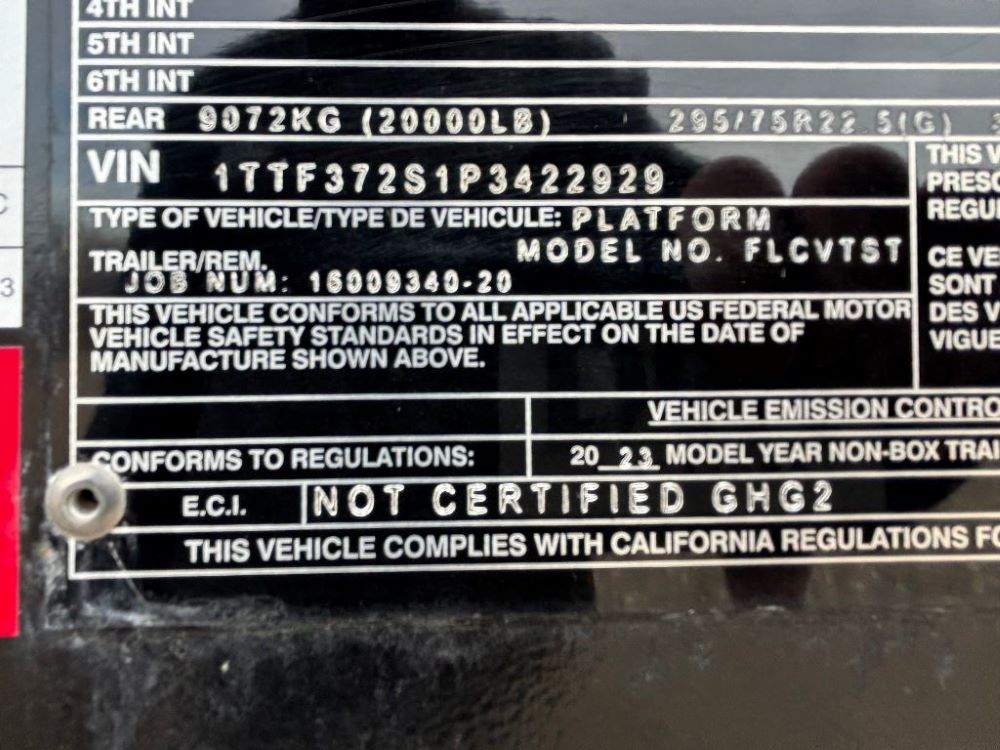 4TH INT
5TH INT
6TH INT
REAR 9072KG (20000LB) 295/75R22.5(G)
VIN 1TTF372S1P3422929
THIS V
PRESC
REGUL
TYPE OF VEHICLE/TYPE DE VEHICULE: PLATFORM
TRAILER/REM. MODEL NO. FLCVTST
JOB NUM: 16009340-20
CE VE
SONT
DES V
VIGUE
THIS VEHICLE CONFORMS TO ALL APPLICABLE US FEDERAL MOTOR
VEHICLE SAFETY STANDARDS IN EFFECT ON THE DATE OF
MANUFACTURE SHOWN ABOVE.
VEHICLE EMISSION CONTRO
CONFORMS TO REGULATIONS: 20 23 MODEL YEAR NON-BOX TRAI
E.C.I. NOT CERTIFIED GHG2
THIS VEHICLE COMPLIES WITH CALIFORNIA REGULATIONS FO
C
3